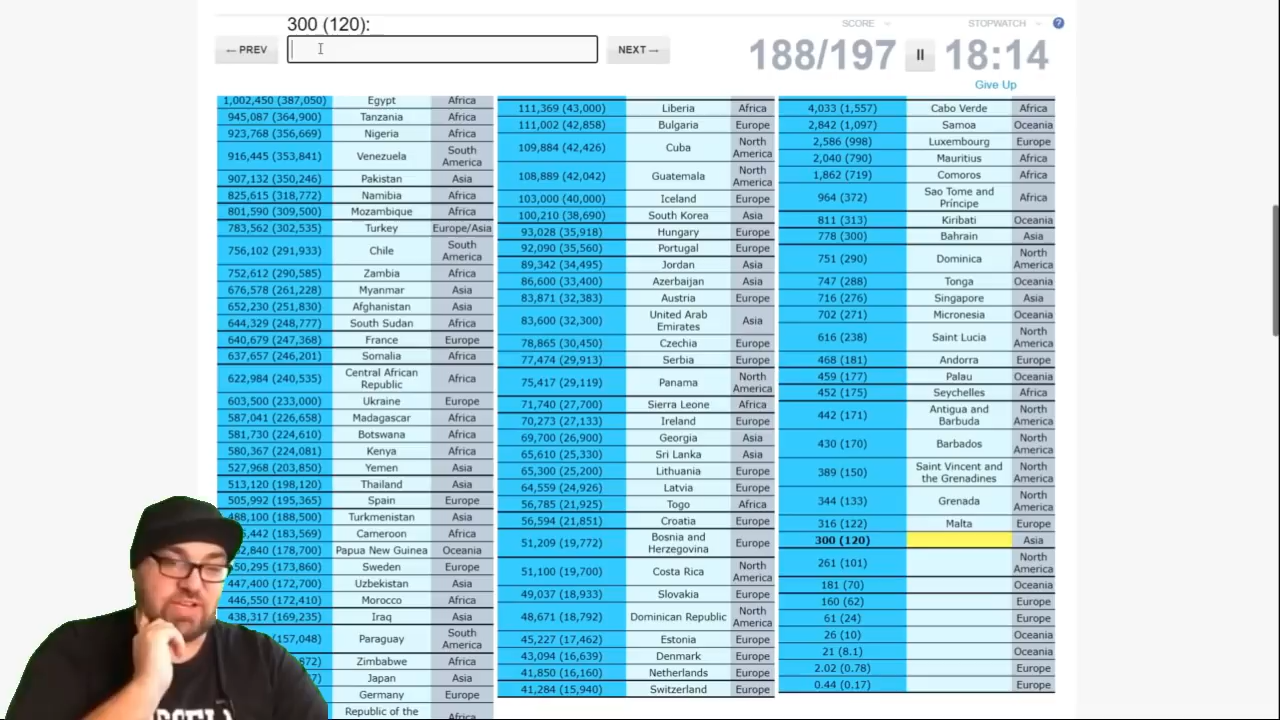 300 (120):
← PREV
NEXT →
SCORE
188/197
STOPWATCH
?
18:14
Give Up
1,002,450 (387,050) Egypt Africa
945,087 (364,900) Tanzania Africa
923,768 (356,669) Nigeria Africa
916,445 (353,841) Venezuela South America
907,132 (350,246) Pakistan Asia
825,615 (318,772) Namibia Africa
801,590 (309,500) Mozambique Africa
783,562 (302,535) Turkey Europe/Asia
756,102 (291,933) Chile South America
752,612 (290,585) Zambia Africa
676,578 (261,228) Myanmar Asia
652,230 (251,830) Afghanistan Asia
644,329 (248,777) South Sudan Africa
640,679 (247,368) France Europe
637,657 (246,201) Somalia Africa
622,984 (240,535) Central African Republic Africa
603,500 (233,000) Ukraine Europe
587,041 (226,658) Madagascar Africa
581,730 (224,610) Botswana Africa
580,367 (224,081) Kenya Africa
527,968 (203,850) Yemen Asia
513,120 (198,120) Thailand Asia
505,992 (195,365) Spain Europe
488,100 (188,500) Turkmenistan Asia
,442 (183,569) Cameroon Africa
2,840 (178,700) Papua New Guinea Oceania
50,295 (173,860) Sweden Europe
447,400 (172,700) Uzbekistan Asia
446,550 (172,410) Morocco Africa
438,317 (169,235) Iraq Asia
(157,048) Paraguay South America
872) Zimbabwe Africa
7) Japan Asia
Germany Europe
Republic of the Africa
111,369 (43,000) Liberia Africa
111,002 (42,858) Bulgaria Europe
109,884 (42,426) Cuba North America
108,889 (42,042) Guatemala North America
103,000 (40,000) Iceland Europe
100,210 (38,690) South Korea Asia
93,028 (35,918) Hungary Europe
92,090 (35,560) Portugal Europe
89,342 (34,495) Jordan Asia
86,600 (33,400) Azerbaijan Asia
83,871 (32,383) Austria Europe
83,600 (32,300) United Arab Emirates Asia
78,865 (30,450) Czechia Europe
77,474 (29,913) Serbia Europe
75,417 (29,119) Panama North America
71,740 (27,700) Sierra Leone Africa
70,273 (27,133) Ireland Europe
69,700 (26,900) Georgia Asia
65,610 (25,330) Sri Lanka Asia
65,300 (25,200) Lithuania Europe
64,559 (24,926) Latvia Europe
56,785 (21,925) Togo Africa
56,594 (21,851) Croatia Europe
51,209 (19,772) Bosnia and Herzegovina Europe
51,100 (19,700) Costa Rica North America
49,037 (18,933) Slovakia Europe
48,671 (18,792) Dominican Republic North America
45,227 (17,462) Estonia Europe
43,094 (16,639) Denmark Europe
41,850 (16,160) Netherlands Europe
41,284 (15,940) Switzerland Europe
4,033 (1,557) Cabo Verde Africa
2,842 (1,097) Samoa Oceania
2,586 (998) Luxembourg Europe
2,040 (790) Mauritius Africa
1,862 (719) Comoros Africa
964 (372) Sao Tome and Príncipe Africa
811 (313) Kiribati Oceania
778 (300) Bahrain Asia
751 (290) Dominica North America
747 (288) Tonga Oceania
716 (276) Singapore Asia
702 (271) Micronesia Oceania
616 (238) Saint Lucia North America
468 (181) Andorra Europe
459 (177) Palau Oceania
452 (175) Seychelles Africa
442 (171) Antigua and Barbuda North America
430 (170) Barbados North America
389 (150) Saint Vincent and the Grenadines North America
344 (133) Grenada North America
316 (122) Malta Europe
300 (120) Asia
261 (101) North America
181 (70) Oceania
160 (62) Europe
61 (24) Europe
26 (10) Oceania
21 (8.1) Oceania
2.02 (0.78) Europe
0.44 (0.17) Europe